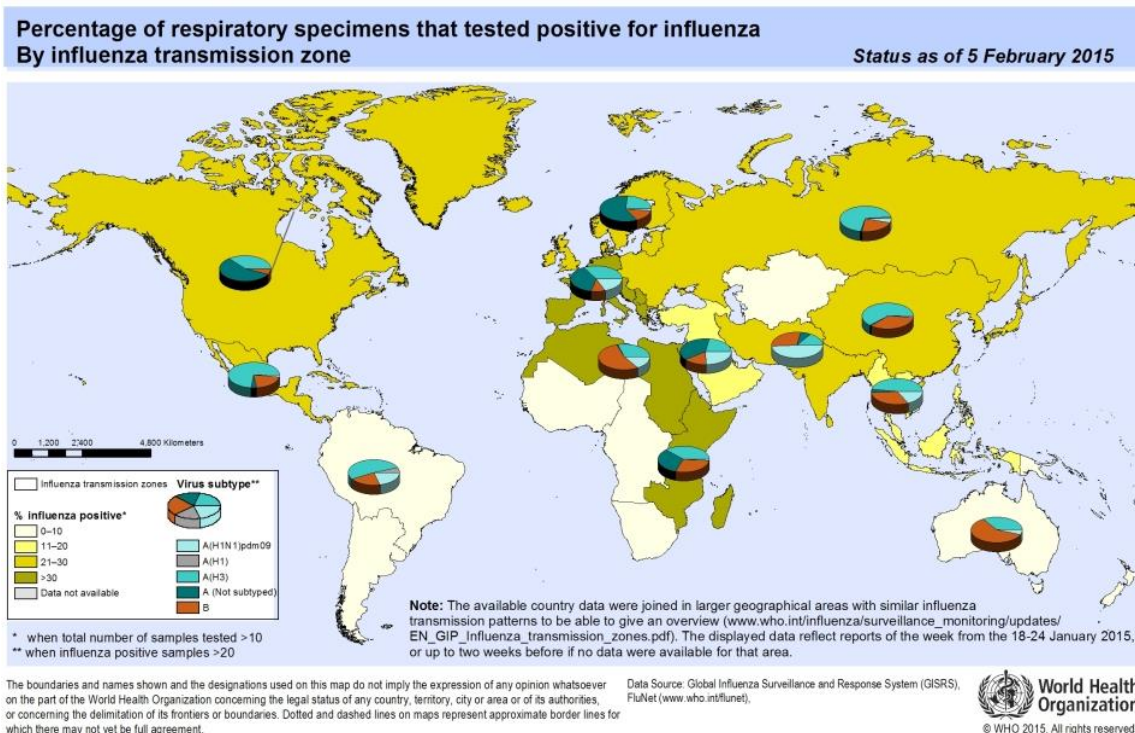 Percentage of respiratory specimens that tested positive for influenza
By influenza transmission zone
Status as of 5 February 2015
0 1,200 2,400 4,800 Kilometers
Influenza transmission zones
Virus subtype**
% influenza positive*
0–10
11–20
21–30
>30
Data not available
A(H1N1)pdm09
A(H1)
A(H3)
A (Not subtyped)
B
* when total number of samples tested >10
** when influenza positive samples >20
Note: The available country data were joined in larger geographical areas with similar influenza
transmission patterns to be able to give an overview (www.who.int/influenza/surveillance_monitoring/updates/
EN_GIP_Influenza_transmission_zones.pdf). The displayed data reflect reports of the week from the 18-24 January 2015,
or up to two weeks before if no data were available for that area.
The boundaries and names shown and the designations used on this map do not imply the expression of any opinion whatsoever
on the part of the World Health Organization concerning the legal status of any country, territory, city or area or of its authorities,
or concerning the delimitation of its frontiers or boundaries. Dotted and dashed lines on maps represent approximate border lines for
which there may not yet be full agreement.
Data Source: Global Influenza Surveillance and Response System (GISRS),
FluNet (www.who.int/flunet),
World Health
Organization
© WHO 2015. All rights reserved